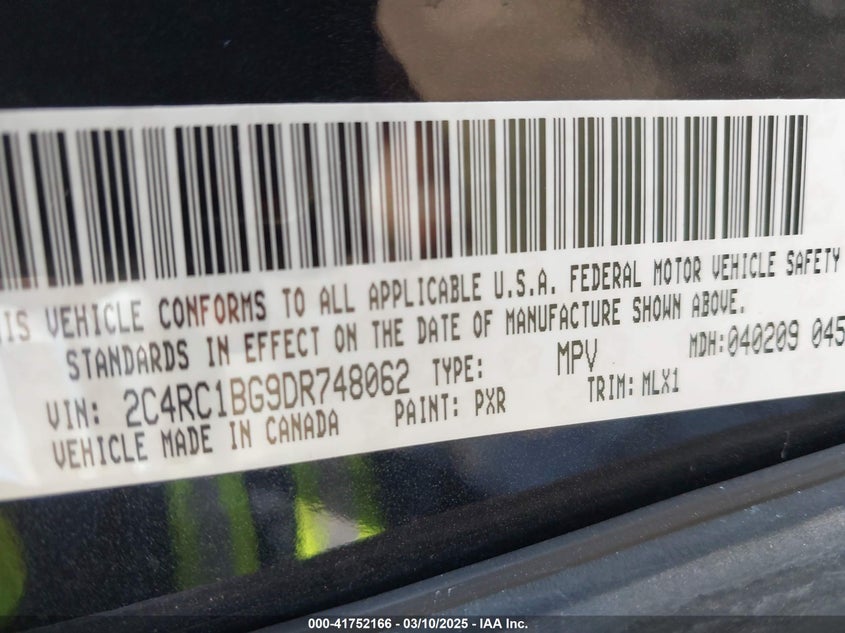 IS VEHICLE CONFORMS TO ALL APPLICABLE U.S.A. FEDERAL MOTOR VEHICLE SAFETY
STANDARDS IN EFFECT ON THE DATE OF MANUFACTURE SHOWN ABOVE.
VIN: 2C4RC1BG9DR748062 TYPE: MPV MDH:040209 045
VEHICLE MADE IN CANADA PAINT: PXR TRIM: MLX1
000-41752166 - 03/10/2025 - IAA Inc.